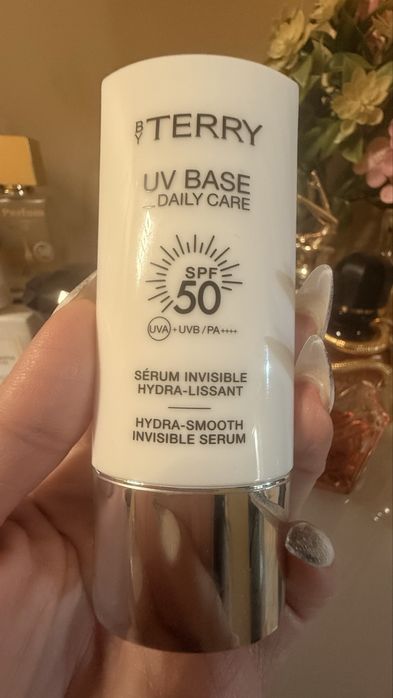 BY TERRY
UV BASE
DAILY CARE
SPF
50
UVA + UVB / PA++++
SÉRUM INVISIBLE
HYDRA-LISSANT
HYDRA-SMOOTH
INVISIBLE SERUM
Perfume